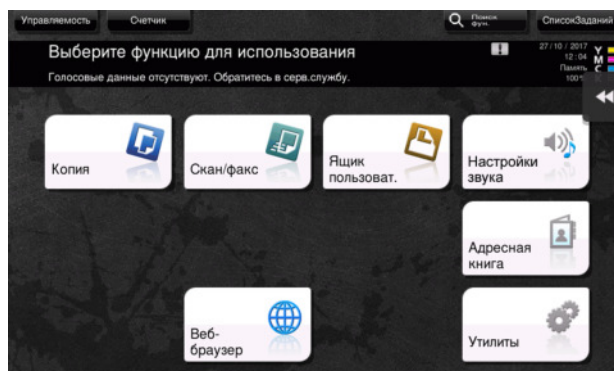 Управляемость
Счетчик
Поиск
фун.
СписокЗаданий
Выберите функцию для использования
27/10 / 2017
12:04
Память
Голосовые данные отсутствуют. Обратитесь в серв.службу.
Y
M
C
Копия
Скан/факс
Ящик
пользоват.
Настройки
звука
Адресная
книга
Веб-
браузер
Утилиты